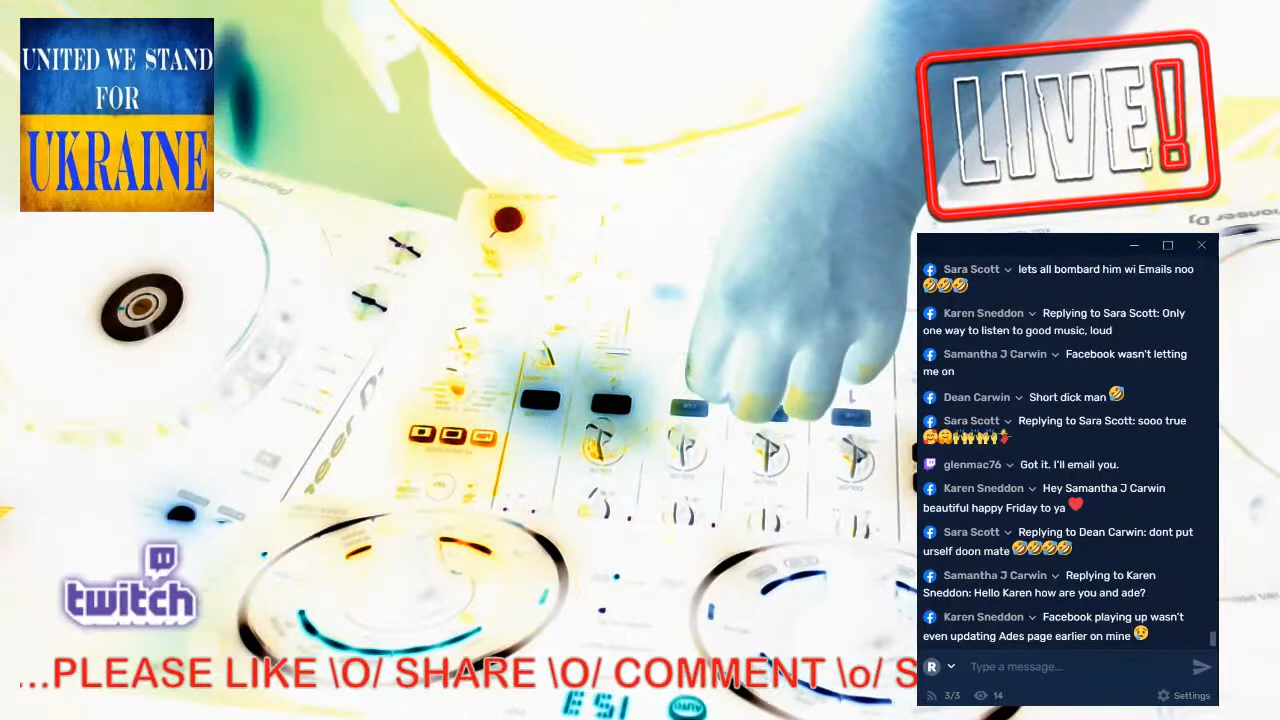 UNITED WE STAND
FOR
UKRAINE
LIVE!
Pioneer Dj
Sara Scott lets all bombard him wi Emails noo
🤣🤣🤣
Karen Sneddon Replying to Sara Scott: Only
one way to listen to good music, loud
Samantha J Carwin Facebook wasn't letting
me on
Dean Carwin Short dick man 🤣
Sara Scott Replying to Sara Scott: sooo true
glenmac76 Got it. I'll email you.
Karen Sneddon Hey Samantha J Carwin
beautiful happy Friday to ya ❤️
Sara Scott Replying to Dean Carwin: dont put
urself doon mate 🤣🤣🤣🤣
Samantha J Carwin Replying to Karen
Sneddon: Hello Karen how are you and ade?
Karen Sneddon Facebook playing up wasn't
even updating Ades page earlier on mine 😢
R Type a message...
3/3 14 Settings
twitch
...PLEASE LIKE \O/ SHARE \O/ COMMENT \o/ S